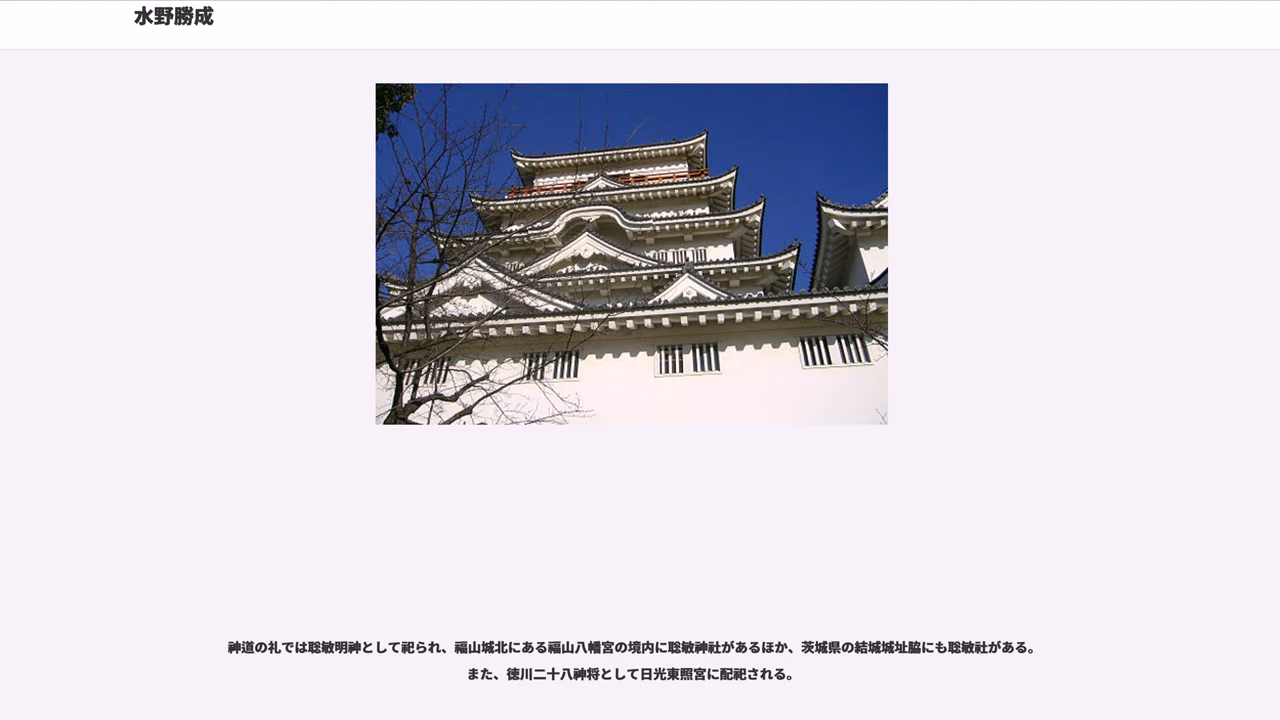 水野勝成
神道の礼では聡敏明神として祀られ、福山城北にある福山八幡宮の境内に聡敏神社があるほか、茨城県の結城城址脇にも聡敏社がある。
また、徳川二十八神将として日光東照宮に配祀される。